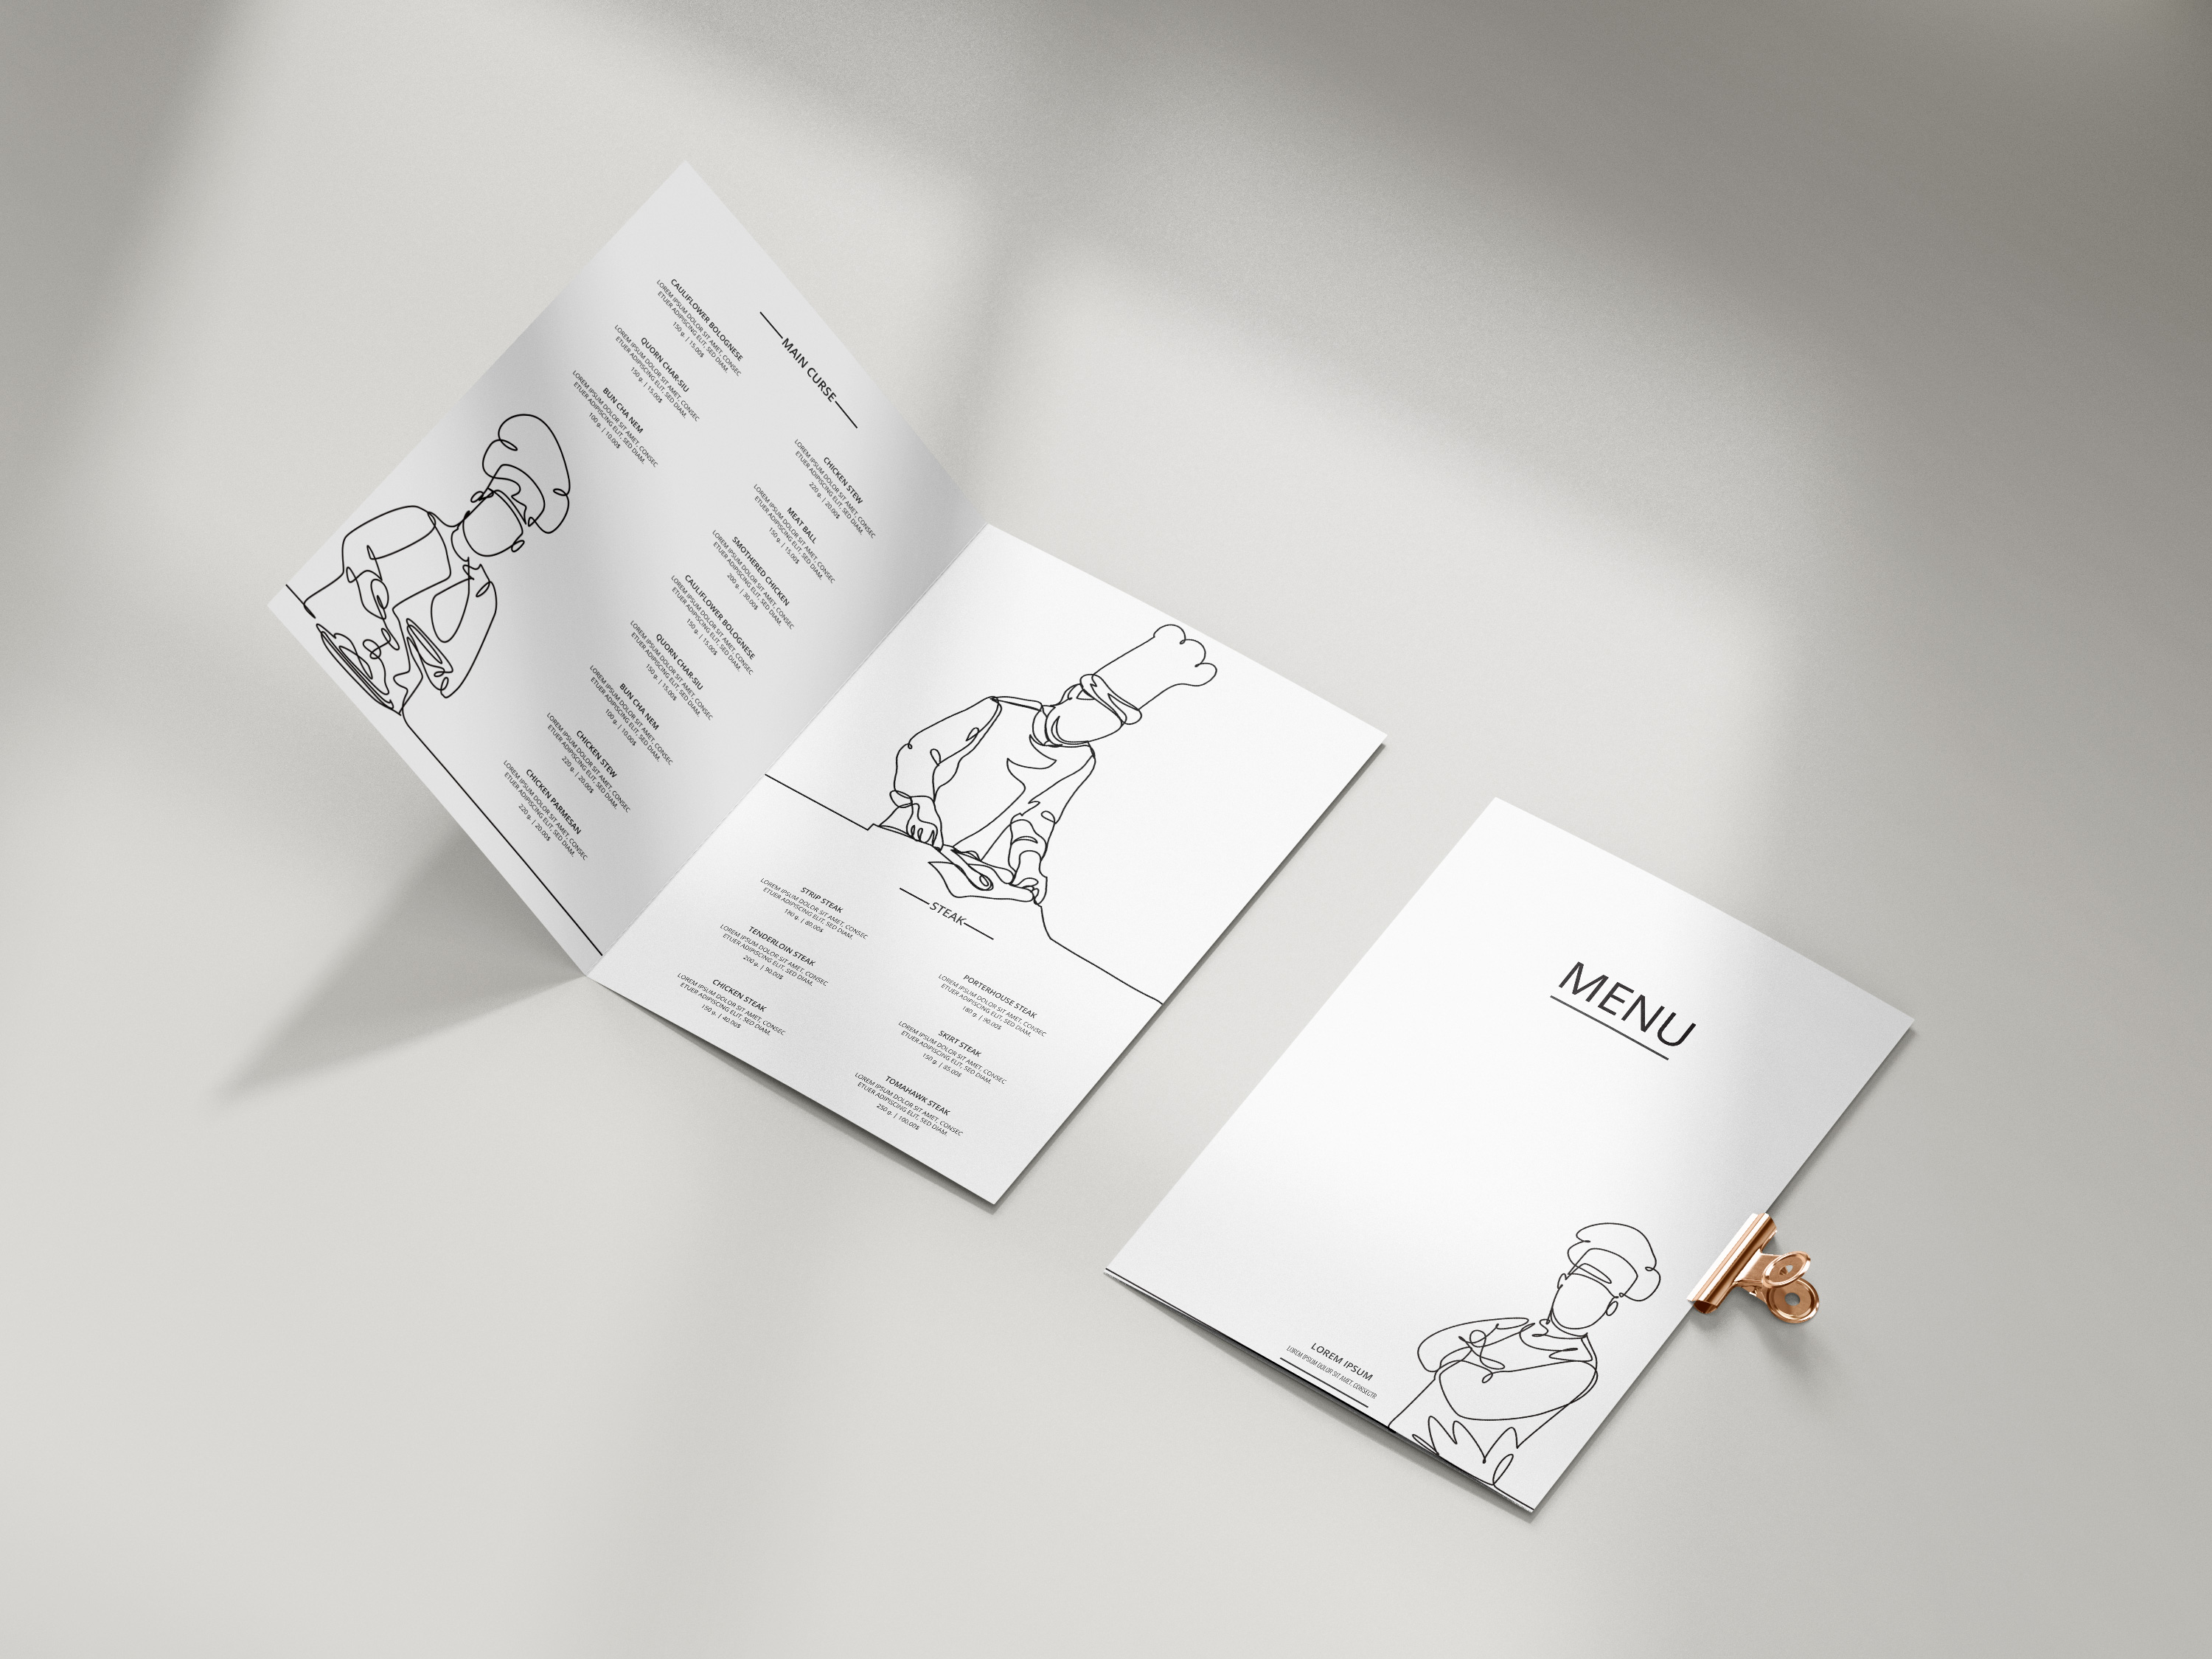 MAIN CURSE
CAULIFLOWER BOLOGNESE
LOREM IPSUM DOLOR SIT AMET, CONSEC
ETUER ADIPISCING ELIT, SED DIAM.
150 g. | 15.00$
QUORN CHAR-SIU
LOREM IPSUM DOLOR SIT AMET, CONSEC
ETUER ADIPISCING ELIT, SED DIAM.
150 g. | 15.00$
BUN CHA NEM
LOREM IPSUM DOLOR SIT AMET, CONSEC
ETUER ADIPISCING ELIT, SED DIAM.
100 g. | 10.00$
CHICKEN STEW
LOREM IPSUM DOLOR SIT AMET, CONSEC
ETUER ADIPISCING ELIT, SED DIAM.
220 g. | 20.00$
MEAT BALL
LOREM IPSUM DOLOR SIT AMET, CONSEC
ETUER ADIPISCING ELIT, SED DIAM.
150 g. | 15.00$
SMOTHERED CHICKEN
LOREM IPSUM DOLOR SIT AMET, CONSEC
ETUER ADIPISCING ELIT, SED DIAM.
200 g. | 30.00$
CAULIFLOWER BOLOGNESE
LOREM IPSUM DOLOR SIT AMET, CONSEC
ETUER ADIPISCING ELIT, SED DIAM.
150 g. | 15.00$
QUORN CHAR-SIU
LOREM IPSUM DOLOR SIT AMET, CONSEC
ETUER ADIPISCING ELIT, SED DIAM.
150 g. | 15.00$
BUN CHA NEM
LOREM IPSUM DOLOR SIT AMET, CONSEC
ETUER ADIPISCING ELIT, SED DIAM.
100 g. | 10.00$
CHICKEN STEW
LOREM IPSUM DOLOR SIT AMET, CONSEC
ETUER ADIPISCING ELIT, SED DIAM.
220 g. | 20.00$
CHICKEN PARMESAN
LOREM IPSUM DOLOR SIT AMET, CONSEC
ETUER ADIPISCING ELIT, SED DIAM.
220 g. | 20.00$
STEAK
STRIP STEAK
LOREM IPSUM DOLOR SIT AMET, CONSEC
ETUER ADIPISCING ELIT, SED DIAM.
180 g. | 80.00$
TENDERLOIN STEAK
LOREM IPSUM DOLOR SIT AMET, CONSEC
ETUER ADIPISCING ELIT, SED DIAM.
200 g. | 90.00$
CHICKEN STEAK
LOREM IPSUM DOLOR SIT AMET, CONSEC
ETUER ADIPISCING ELIT, SED DIAM.
150 g. | 40.00$
PORTERHOUSE STEAK
LOREM IPSUM DOLOR SIT AMET, CONSEC
ETUER ADIPISCING ELIT, SED DIAM.
180 g. | 90.00$
SKIRT STEAK
LOREM IPSUM DOLOR SIT AMET, CONSEC
ETUER ADIPISCING ELIT, SED DIAM.
150 g. | 85.00$
TOMAHAWK STEAK
LOREM IPSUM DOLOR SIT AMET, CONSEC
ETUER ADIPISCING ELIT, SED DIAM.
250 g. | 100.00$
MENU
LOREM IPSUM
LOREM IPSUM DOLOR SIT AMET, CONSECTR